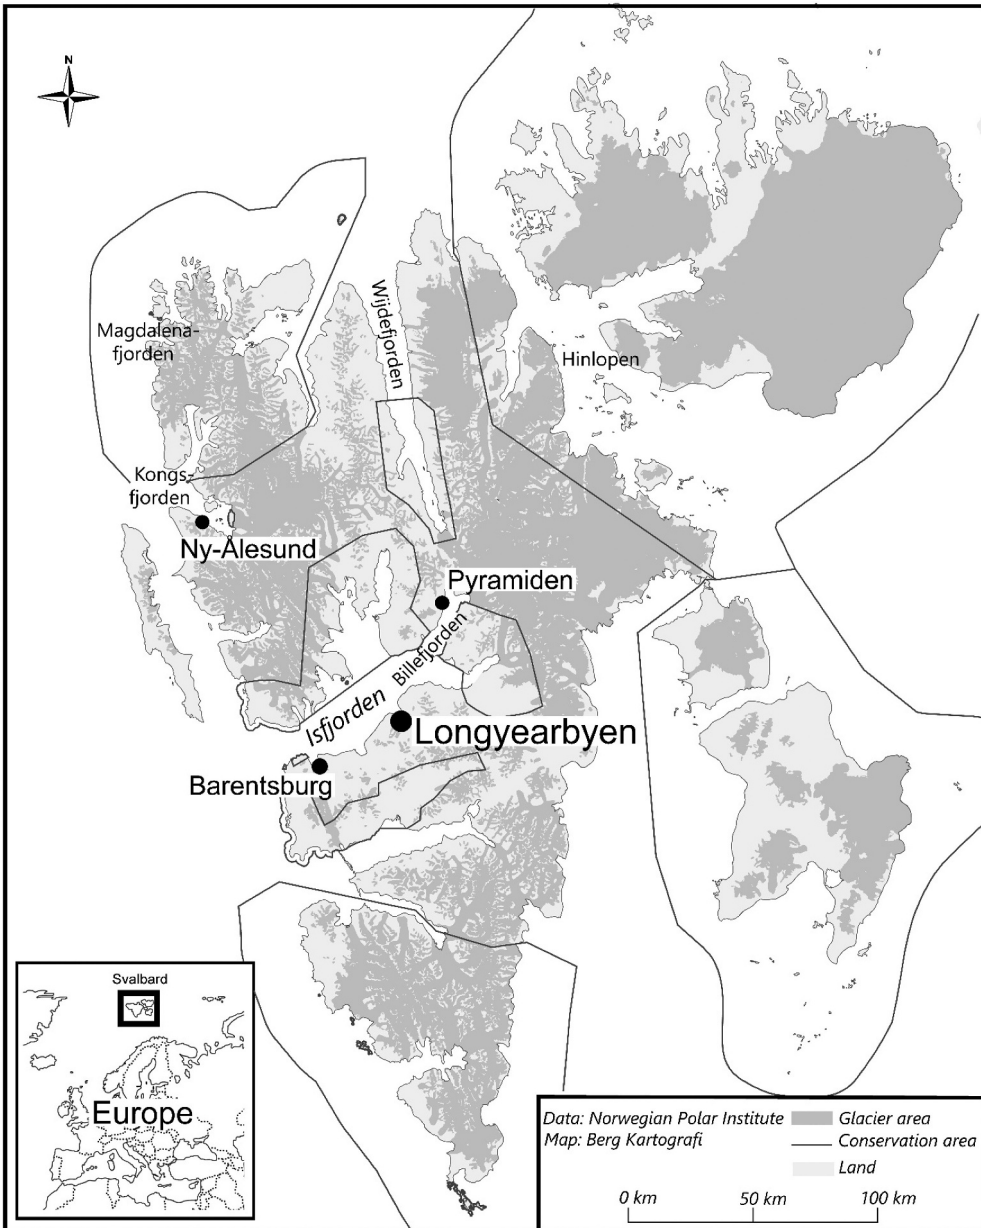 N
Magdalena-
fjorden
Wijdefjorden
Hinlopen
Kongs-
fjorden
Ny-Ålesund
Pyramiden
Billefjorden
Isfjorden
Longyearbyen
Barentsburg
Svalbard
Europe
Data: Norwegian Polar Institute
Map: Berg Kartografi
Glacier area
Conservation area
Land
0 km 50 km 100 km